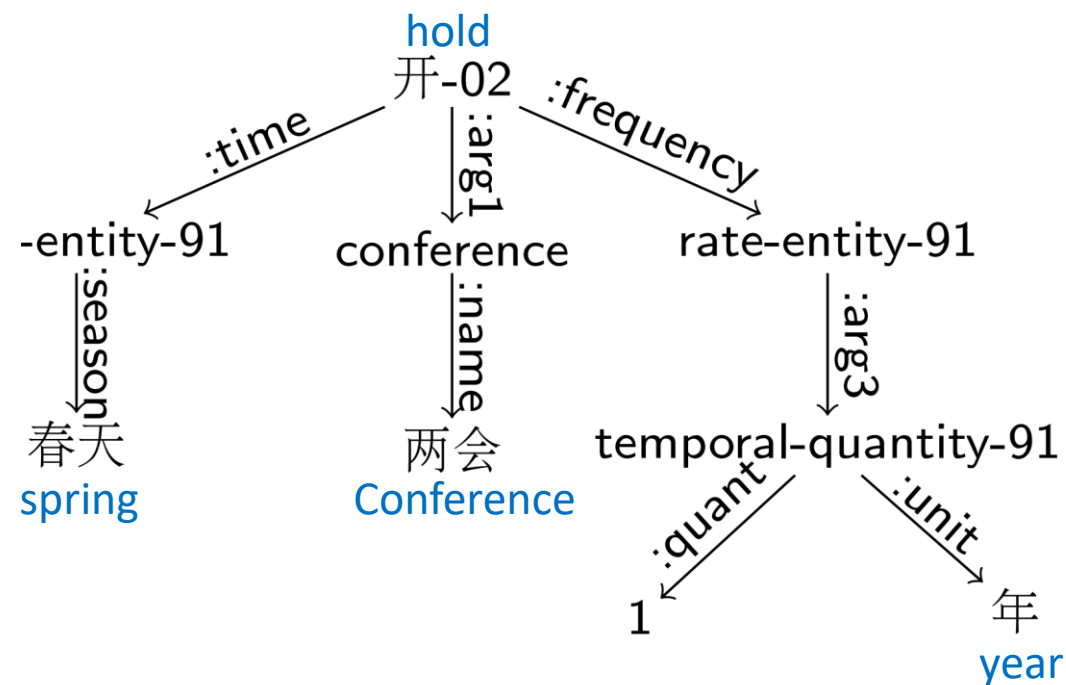 hold
开-02
:time
:arg1
:frequency
-entity-91
conference
rate-entity-91
:season
:name
:arg3
春天
两会
temporal-quantity-91
spring
Conference
:quant
:unit
1
年
year